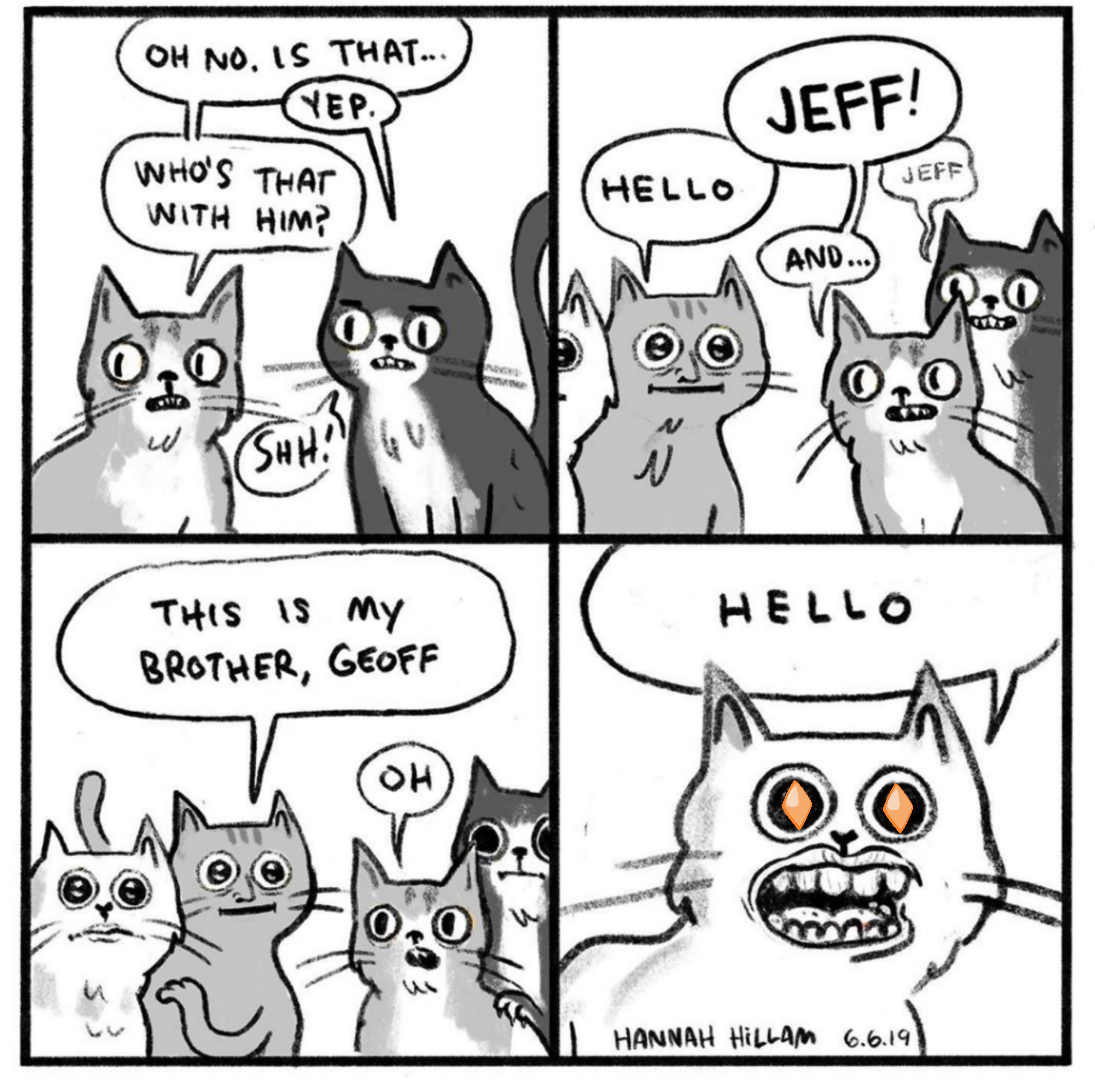 OH NO. IS THAT...
YEP.
WHO'S THAT
WITH HIM?
SHH!
JEFF!
HELLO
JEFF
AND...
THIS IS MY
BROTHER, GEOFF
OH
HELLO
HANNAH HiLLAM 6.6.19